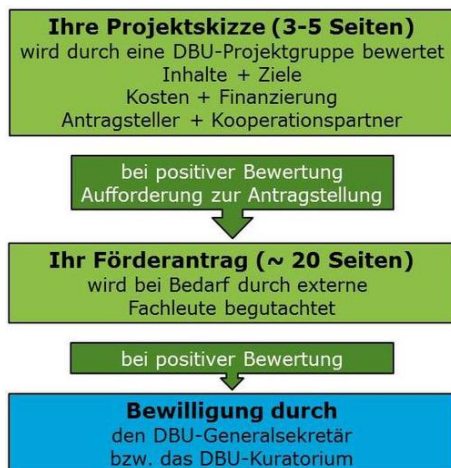 Ihre Projektskizze (3-5 Seiten)
wird durch eine DBU-Projektgruppe bewertet
Inhalte + Ziele
Kosten + Finanzierung
Antragsteller + Kooperationspartner
bei positiver Bewertung
Aufforderung zur Antragstellung
Ihr Förderantrag (~ 20 Seiten)
wird bei Bedarf durch externe
Fachleute begutachtet
bei positiver Bewertung
Bewilligung durch
den DBU-Generalsekretär
bzw. das DBU-Kuratorium